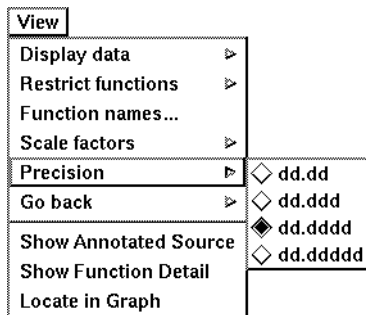 View
Display data
Restrict functions
Function names...
Scale factors
Precision
Go back
Show Annotated Source
Show Function Detail
Locate in Graph
dd.dd
dd.ddd
dd.dddd
dd.ddddd